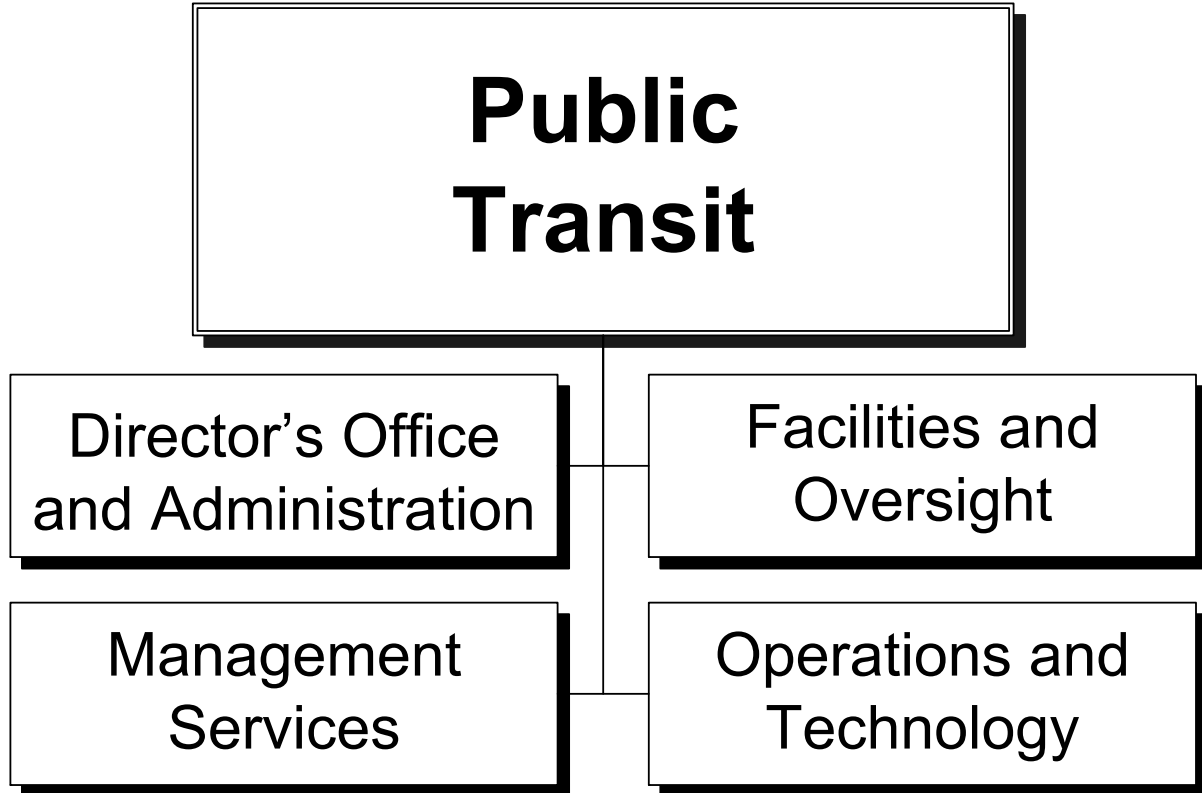 Public
Transit
Director’s Office
and Administration
Facilities and
Oversight
Management
Services
Operations and
Technology